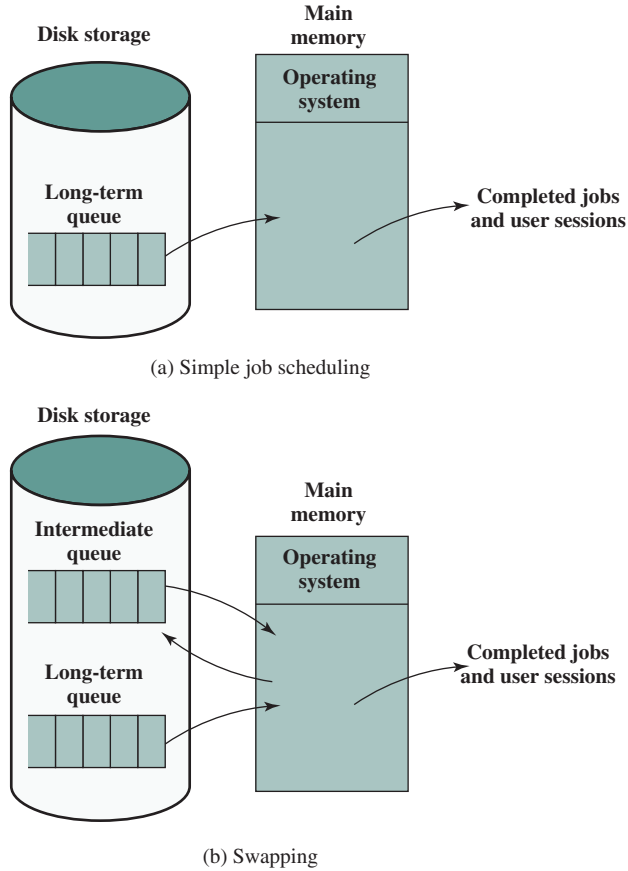 Disk storage
Main
memory
Operating
system
Long-term
queue
Completed jobs
and user sessions
(a) Simple job scheduling
Disk storage
Main
memory
Intermediate
queue
Operating
system
Long-term
queue
Completed jobs
and user sessions
(b) Swapping